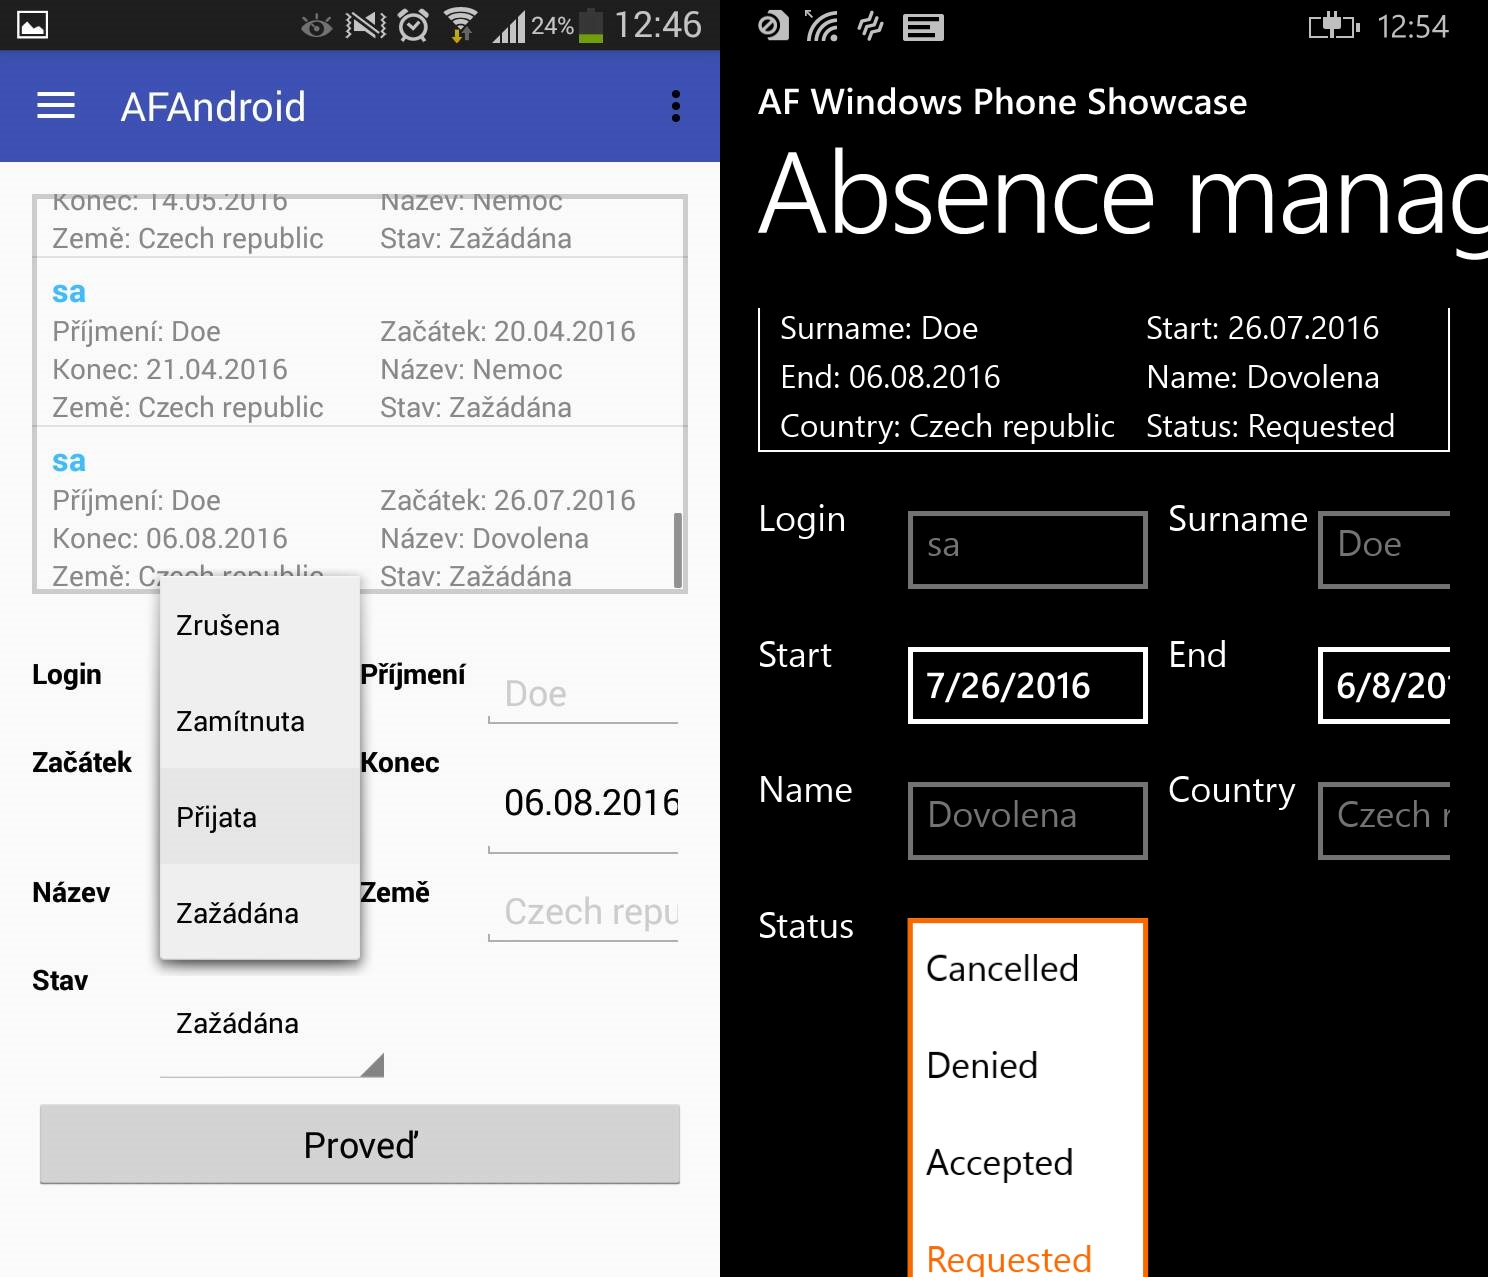 24% 12:46
AFAndroid
Konec: 14.05.2016 Název: Nemoc
Země: Czech republic Stav: Zažádána
sa
Příjmení: Doe Začátek: 20.04.2016
Konec: 21.04.2016 Název: Nemoc
Země: Czech republic Stav: Zažádána
sa
Příjmení: Doe Začátek: 26.07.2016
Konec: 06.08.2016 Název: Dovolena
Země: Czech republic Stav: Zažádána
Zrušena
Zamítnuta
Přijata
Zažádána
Login Příjmení Doe
Začátek Konec 06.08.2016
Název Země Czech repu
Stav Zažádána
Proveď
12:54
AF Windows Phone Showcase
Absence manag
Surname: Doe Start: 26.07.2016
End: 06.08.2016 Name: Dovolena
Country: Czech republic Status: Requested
Login sa Surname Doe
Start 7/26/2016 End 6/8/201
Name Dovolena Country Czech r
Status Cancelled
Denied
Accepted
Requested